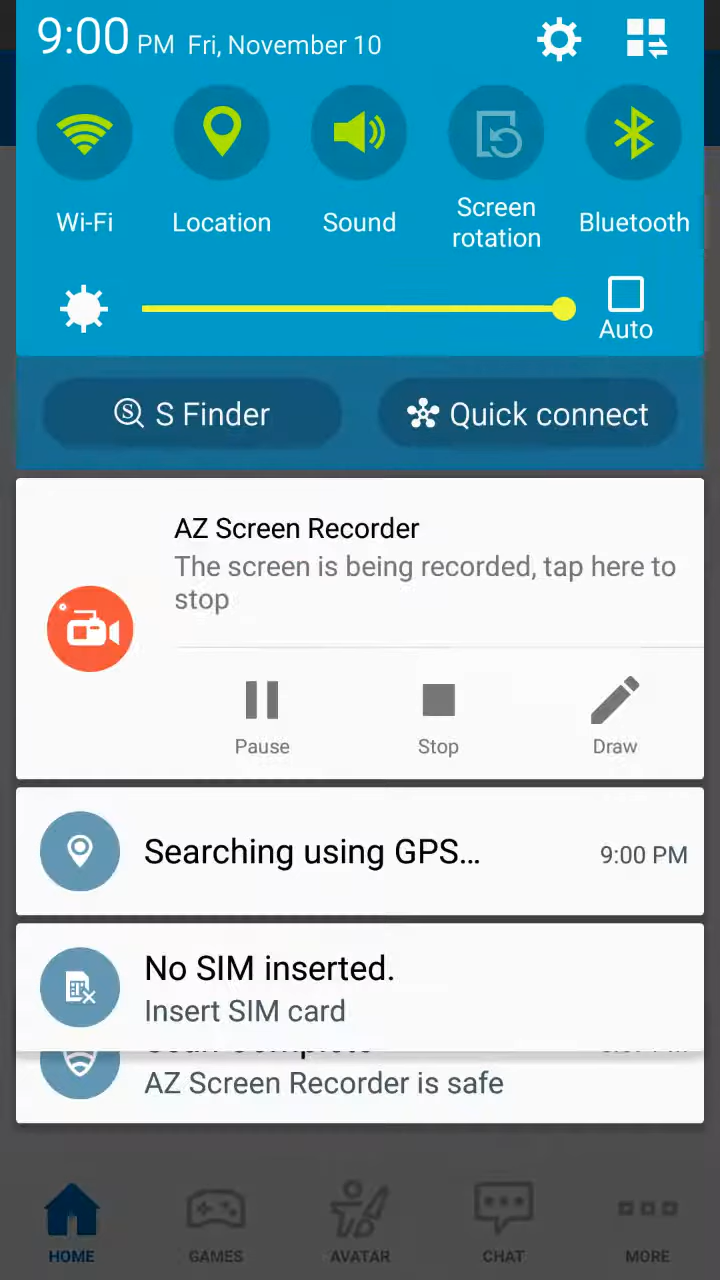 9:00 PM Fri, November 10
Wi-Fi
Location
Sound
Screen
rotation
Bluetooth
Auto
S Finder
Quick connect
AZ Screen Recorder
The screen is being recorded, tap here to
stop
Pause
Stop
Draw
Searching using GPS...
9:00 PM
No SIM inserted.
Insert SIM card
AZ Screen Recorder is safe
HOME
GAMES
AVATAR
CHAT
MORE